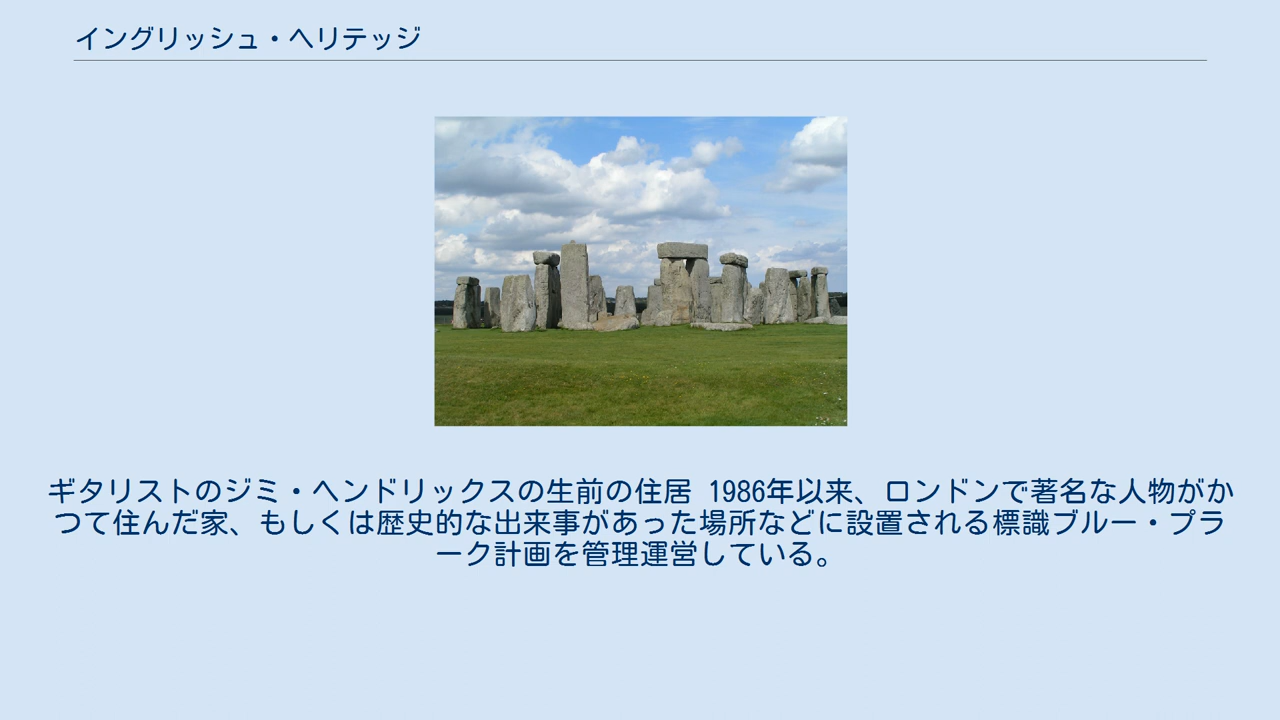 イングリッシュ・ヘリテッジ
ギタリストのジミ・ヘンドリックスの生前の住居 1986年以来、ロンドンで著名な人物がか
つて住んだ家、もしくは歴史的な出来事があった場所などに設置される標識ブルー・プラ
ーク計画を管理運営している。